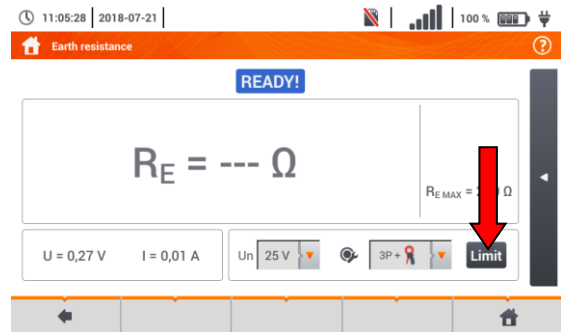 11:05:28 2018-07-21 100 %
Earth resistance ?
READY!
RE = --- Ω
RE MAX = Ω
U = 0,27 V I = 0,01 A Un 25 V 3P + Limit